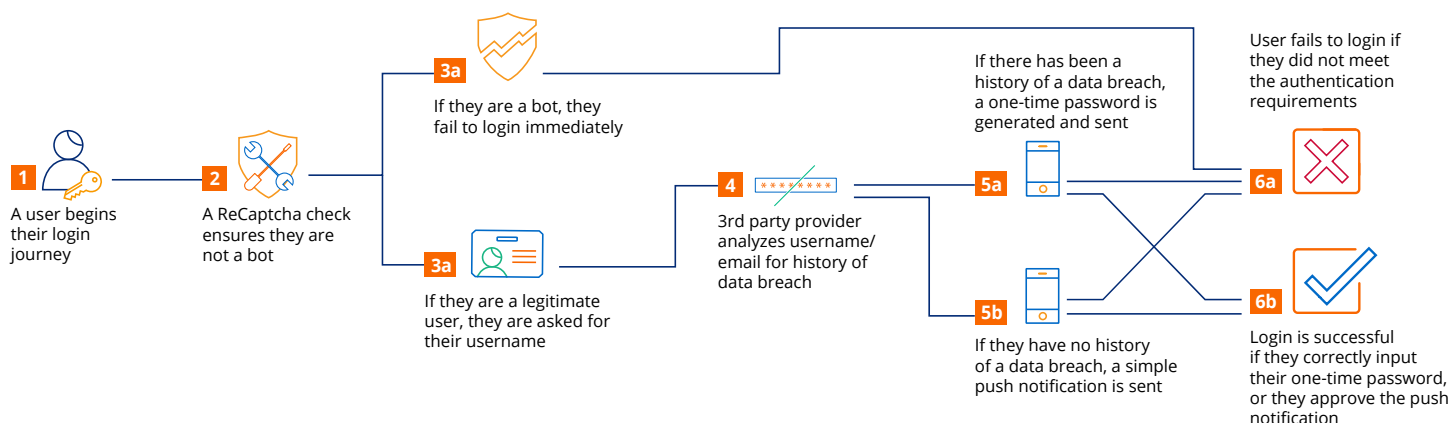 1
A user begins
their login
journey
2
A ReCaptcha check
ensures they are
not a bot
3a
If they are a bot, they
fail to login immediately
3a
If they are a legitimate
user, they are asked for
their username
4
********
3rd party provider
analyzes username/
email for history of
data breach
If there has been a
history of a data breach,
a one-time password is
generated and sent
5a
5b
If they have no history
of a data breach, a simple
push notification is sent
User fails to login if
they did not meet
the authentication
requirements
6a
6b
Login is successful
if they correctly input
their one-time password,
or they approve the push
notification